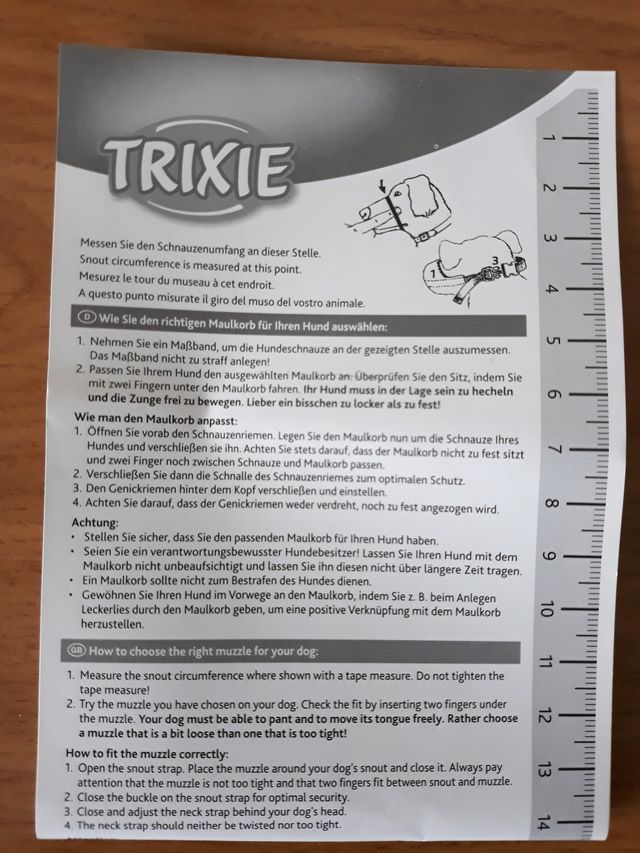 TRIXIE
Messen Sie den Schnauzenumfang an dieser Stelle.
Snout circumference is measured at this point.
Mesurez le tour du museau à cet endroit.
A questo punto misurate il giro del muso del vostro animale.
1
3
D Wie Sie den richtigen Maulkorb für Ihren Hund auswählen:
1. Nehmen Sie ein Maßband, um die Hundeschnauze an der gezeigten Stelle auszumessen.
Das Maßband nicht zu straff anlegen!
2. Passen Sie Ihrem Hund den ausgewählten Maulkorb an. Überprüfen Sie den Sitz, indem Sie
mit zwei Fingern unter den Maulkorb fahren. Ihr Hund muss in der Lage sein zu hecheln
und die Zunge frei zu bewegen. Lieber ein bisschen zu locker als zu fest!
Wie man den Maulkorb anpasst:
1. Öffnen Sie vorab den Schnauzenriemen. Legen Sie den Maulkorb nun um die Schnauze Ihres
Hundes und verschließen sie ihn. Achten Sie stets darauf, dass der Maulkorb nicht zu fest sitzt
und zwei Finger noch zwischen Schnauze und Maulkorb passen.
2. Verschließen Sie dann die Schnalle des Schnauzenriemes zum optimalen Schutz.
3. Den Genickriemen hinter dem Kopf verschließen und einstellen.
4. Achten Sie darauf, dass der Genickriemen weder verdreht, noch zu fest angezogen wird.
Achtung:
• Stellen Sie sicher, dass Sie den passenden Maulkorb für Ihren Hund haben.
• Seien Sie ein verantwortungsbewusster Hundebesitzer! Lassen Sie Ihren Hund mit dem
Maulkorb nicht unbeaufsichtigt und lassen Sie ihn diesen nicht über längere Zeit tragen.
• Ein Maulkorb sollte nicht zum Bestrafen des Hundes dienen.
• Gewöhnen Sie Ihren Hund im Vorwege an den Maulkorb, indem Sie z. B. beim Anlegen
Leckerlies durch den Maulkorb geben, um eine positive Verknüpfung mit dem Maulkorb
herzustellen.
GB How to choose the right muzzle for your dog:
1. Measure the snout circumference where shown with a tape measure. Do not tighten the
tape measure!
2. Try the muzzle you have chosen on your dog. Check the fit by inserting two fingers under
the muzzle. Your dog must be able to pant and to move its tongue freely. Rather choose
a muzzle that is a bit loose than one that is too tight!
How to fit the muzzle correctly:
1. Open the snout strap. Place the muzzle around your dog's snout and close it. Always pay
attention that the muzzle is not too tight and that two fingers fit between snout and muzzle.
2. Close the buckle on the snout strap for optimal security.
3. Close and adjust the neck strap behind your dog's head.
4. The neck strap should neither be twisted nor too tight.
1
2
3
4
5
6
7
8
9
10
11
12
13
14